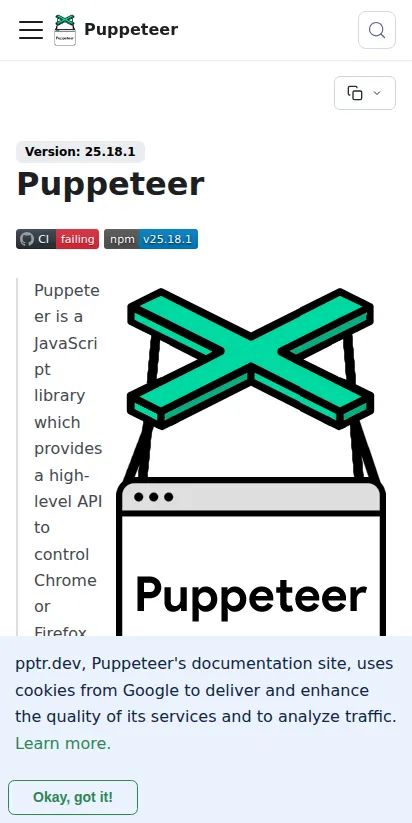 Puppeteer
Version: 25.18.1
Puppeteer
CI failing
npm v25.18.1
Puppete
er is a
JavaScri
pt
library
which
provides
a high-
level API
to
control
Chrome
or
Firefox
Puppeteer
pptr.dev, Puppeteer's documentation site, uses
cookies from Google to deliver and enhance
the quality of its services and to analyze traffic.
Learn more.
Okay, got it!